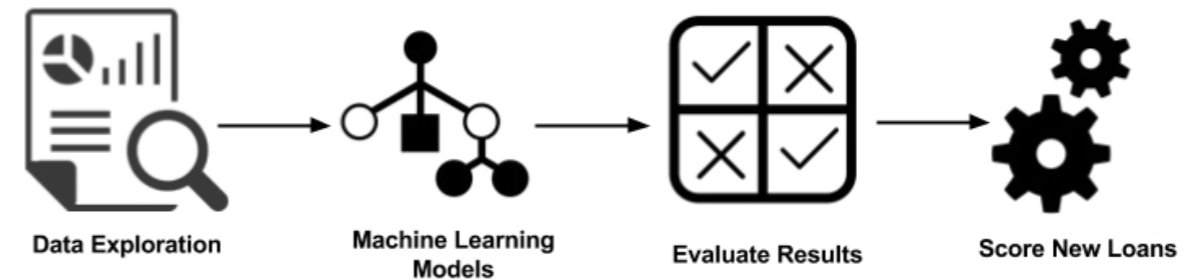 Data Exploration
Machine Learning
Models
Evaluate Results
Score New Loans